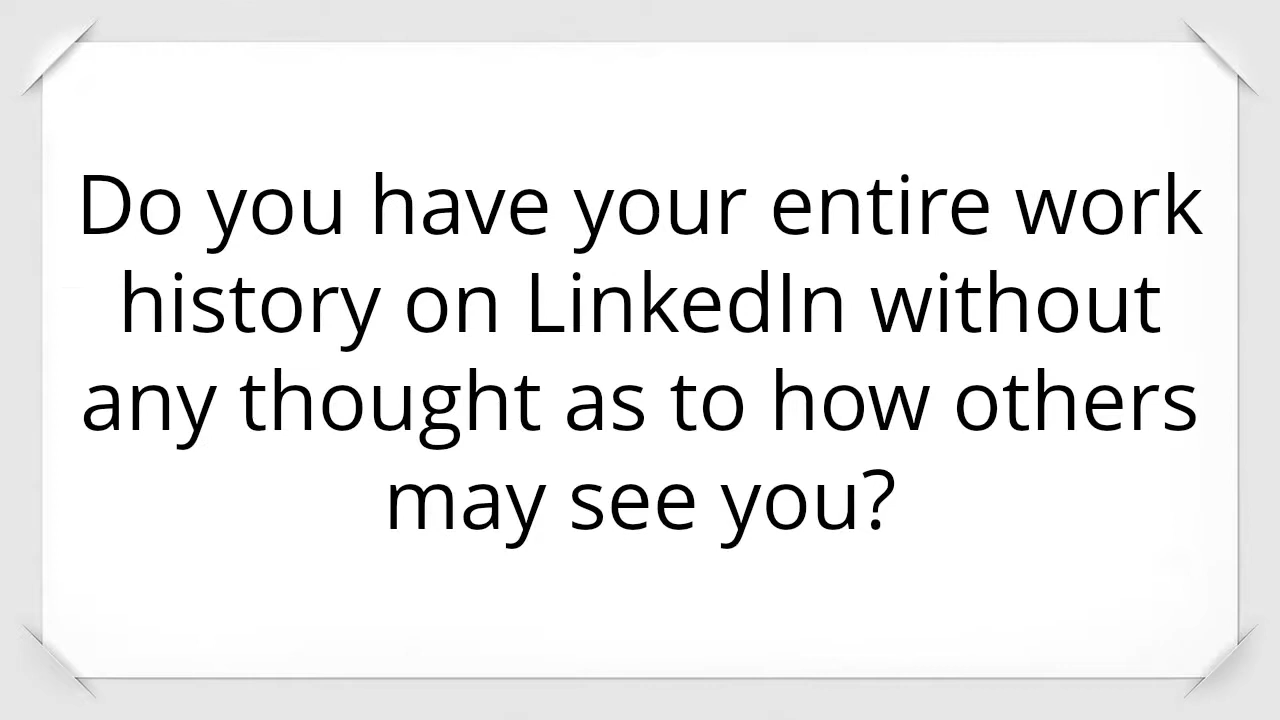 Do you have your entire work
history on LinkedIn without
any thought as to how others
may see you?